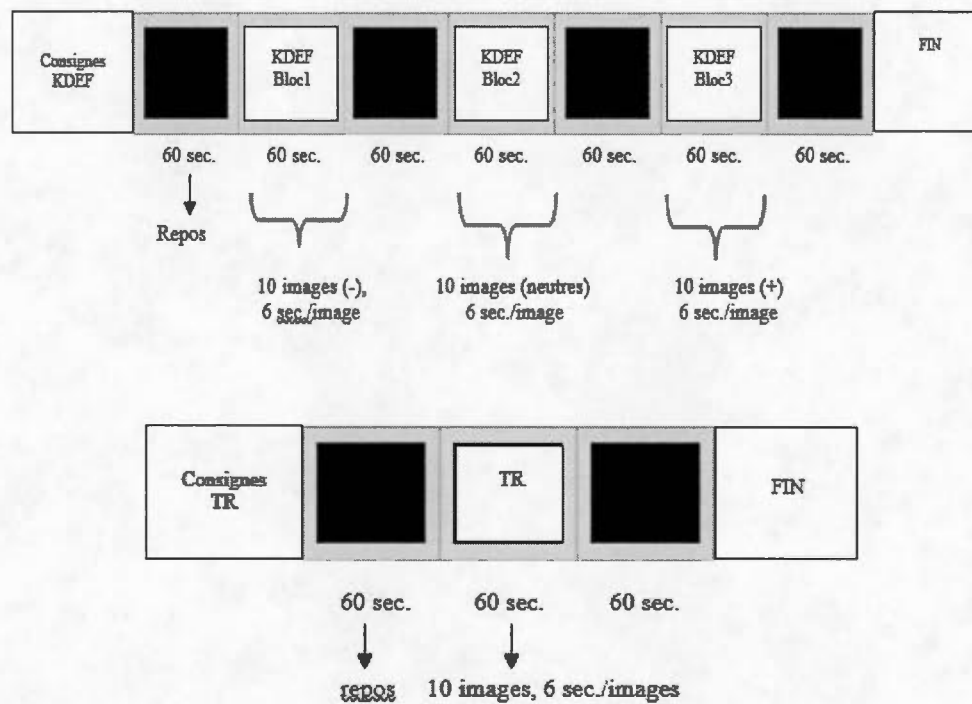 Consignes
KDEF
KDEF
Bloc1
KDEF
Bloc2
KDEF
Bloc3
FIN
60 sec.
60 sec.
60 sec.
60 sec.
60 sec.
60 sec.
60 sec.
Repos
10 images (-),
6 sec./image
10 images (neutres)
6 sec./image
10 images (+)
6 sec./image
Consignes
TR
TR
FIN
60 sec.
60 sec.
60 sec.
repos
10 images, 6 sec./images